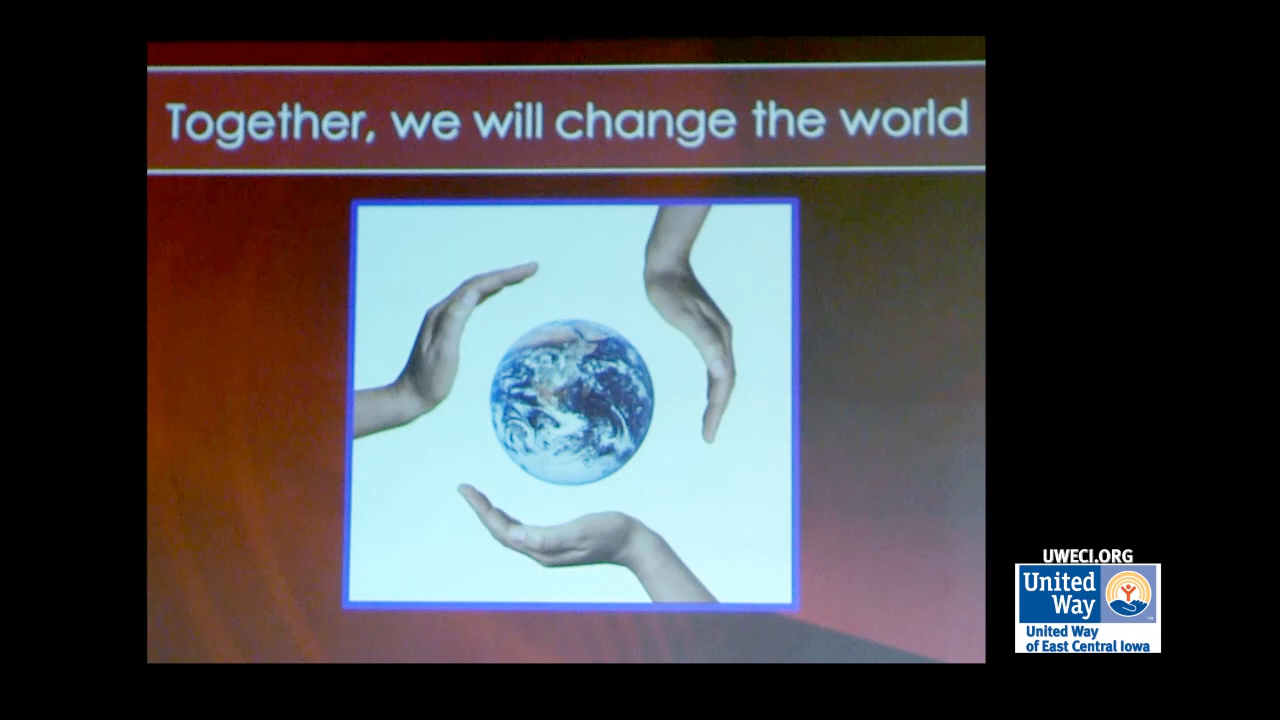 Together, we will change the world
UWECI.ORG
United
Way
United Way
of East Central Iowa